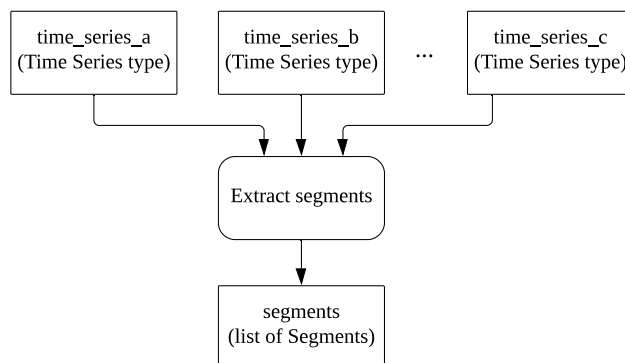 time_series_a
(Time Series type)
time_series_b
(Time Series type)
...
time_series_c
(Time Series type)
Extract segments
segments
(list of Segments)